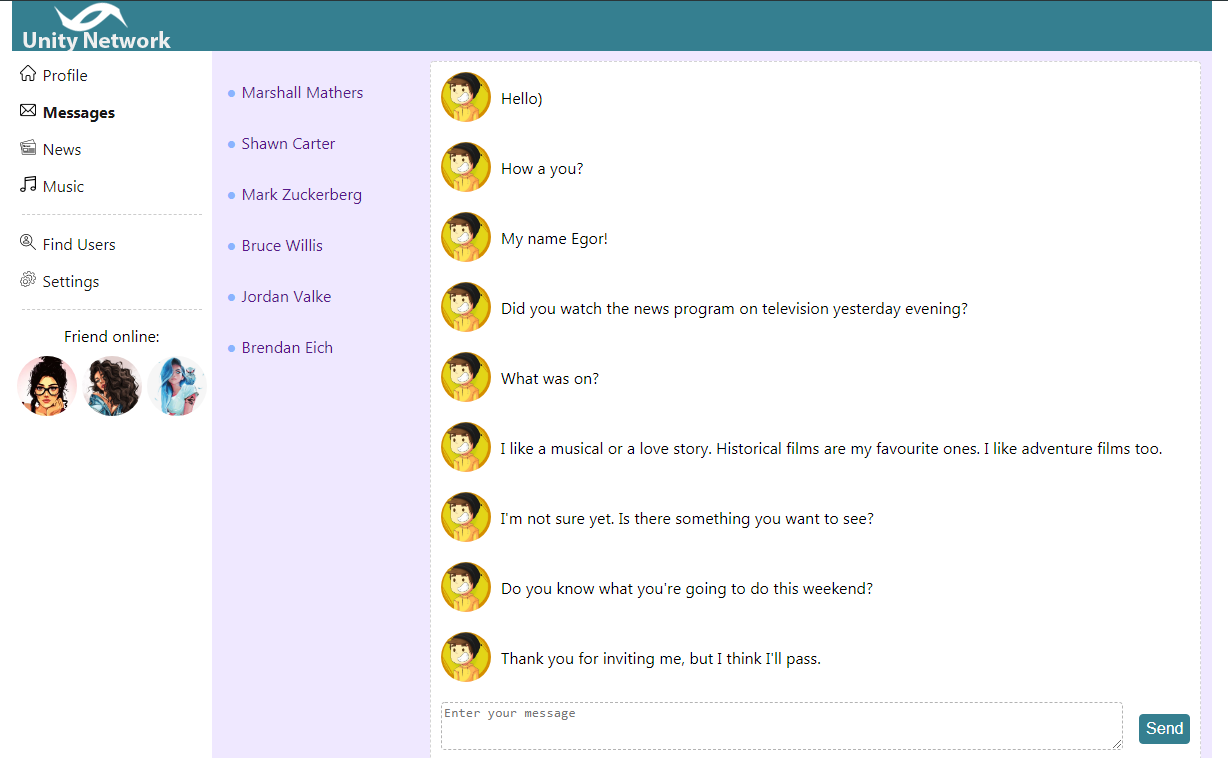 Unity Network
Profile
Messages
News
Music
Find Users
Settings
Friend online:
Marshall Mathers
Shawn Carter
Mark Zuckerberg
Bruce Willis
Jordan Valke
Brendan Eich
Hello)
How a you?
My name Egor!
Did you watch the news program on television yesterday evening?
What was on?
I like a musical or a love story. Historical films are my favourite ones. I like adventure films too.
I'm not sure yet. Is there something you want to see?
Do you know what you're going to do this weekend?
Thank you for inviting me, but I think I'll pass.
Enter your message
Send